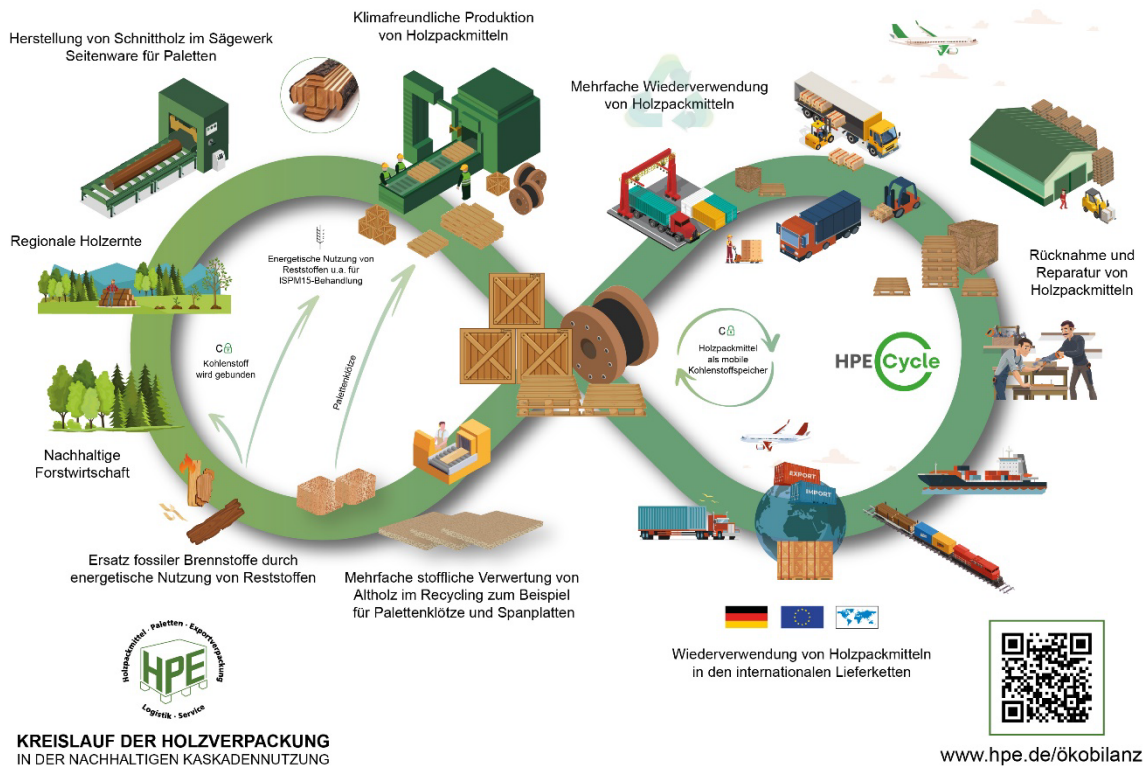 Herstellung von Schnittholz im Sägewerk
Seitenware für Paletten
Klimafreundliche Produktion
von Holzpackmitteln
Mehrfache Wiederverwendung
von Holzpackmitteln
Regionale Holzernte
Energetische Nutzung von
Reststoffen u.a. für
ISPM15-Behandlung
Rücknahme und
Reparatur von
Holzpackmitteln
C
Kohlenstoff
wird gebunden
Palettenklötze
C
Holzpackmittel
als mobile
Kohlenstoffspeicher
HPE Cycle
Nachhaltige
Forstwirtschaft
EXPORT
IMPORT
Ersatz fossiler Brennstoffe durch
energetische Nutzung von Reststoffen
Mehrfache stoffliche Verwertung von
Altholz im Recycling zum Beispiel
für Palettenklötze und Spanplatten
Wiederverwendung von Holzpackmitteln
in den internationalen Lieferketten
Holzpackmittel · Paletten · Exportverpackung
HPE
Logistik · Service
KREISLAUF DER HOLZVERPACKUNG
IN DER NACHHALTIGEN KASKADENNUTZUNG
www.hpe.de/ökobilanz